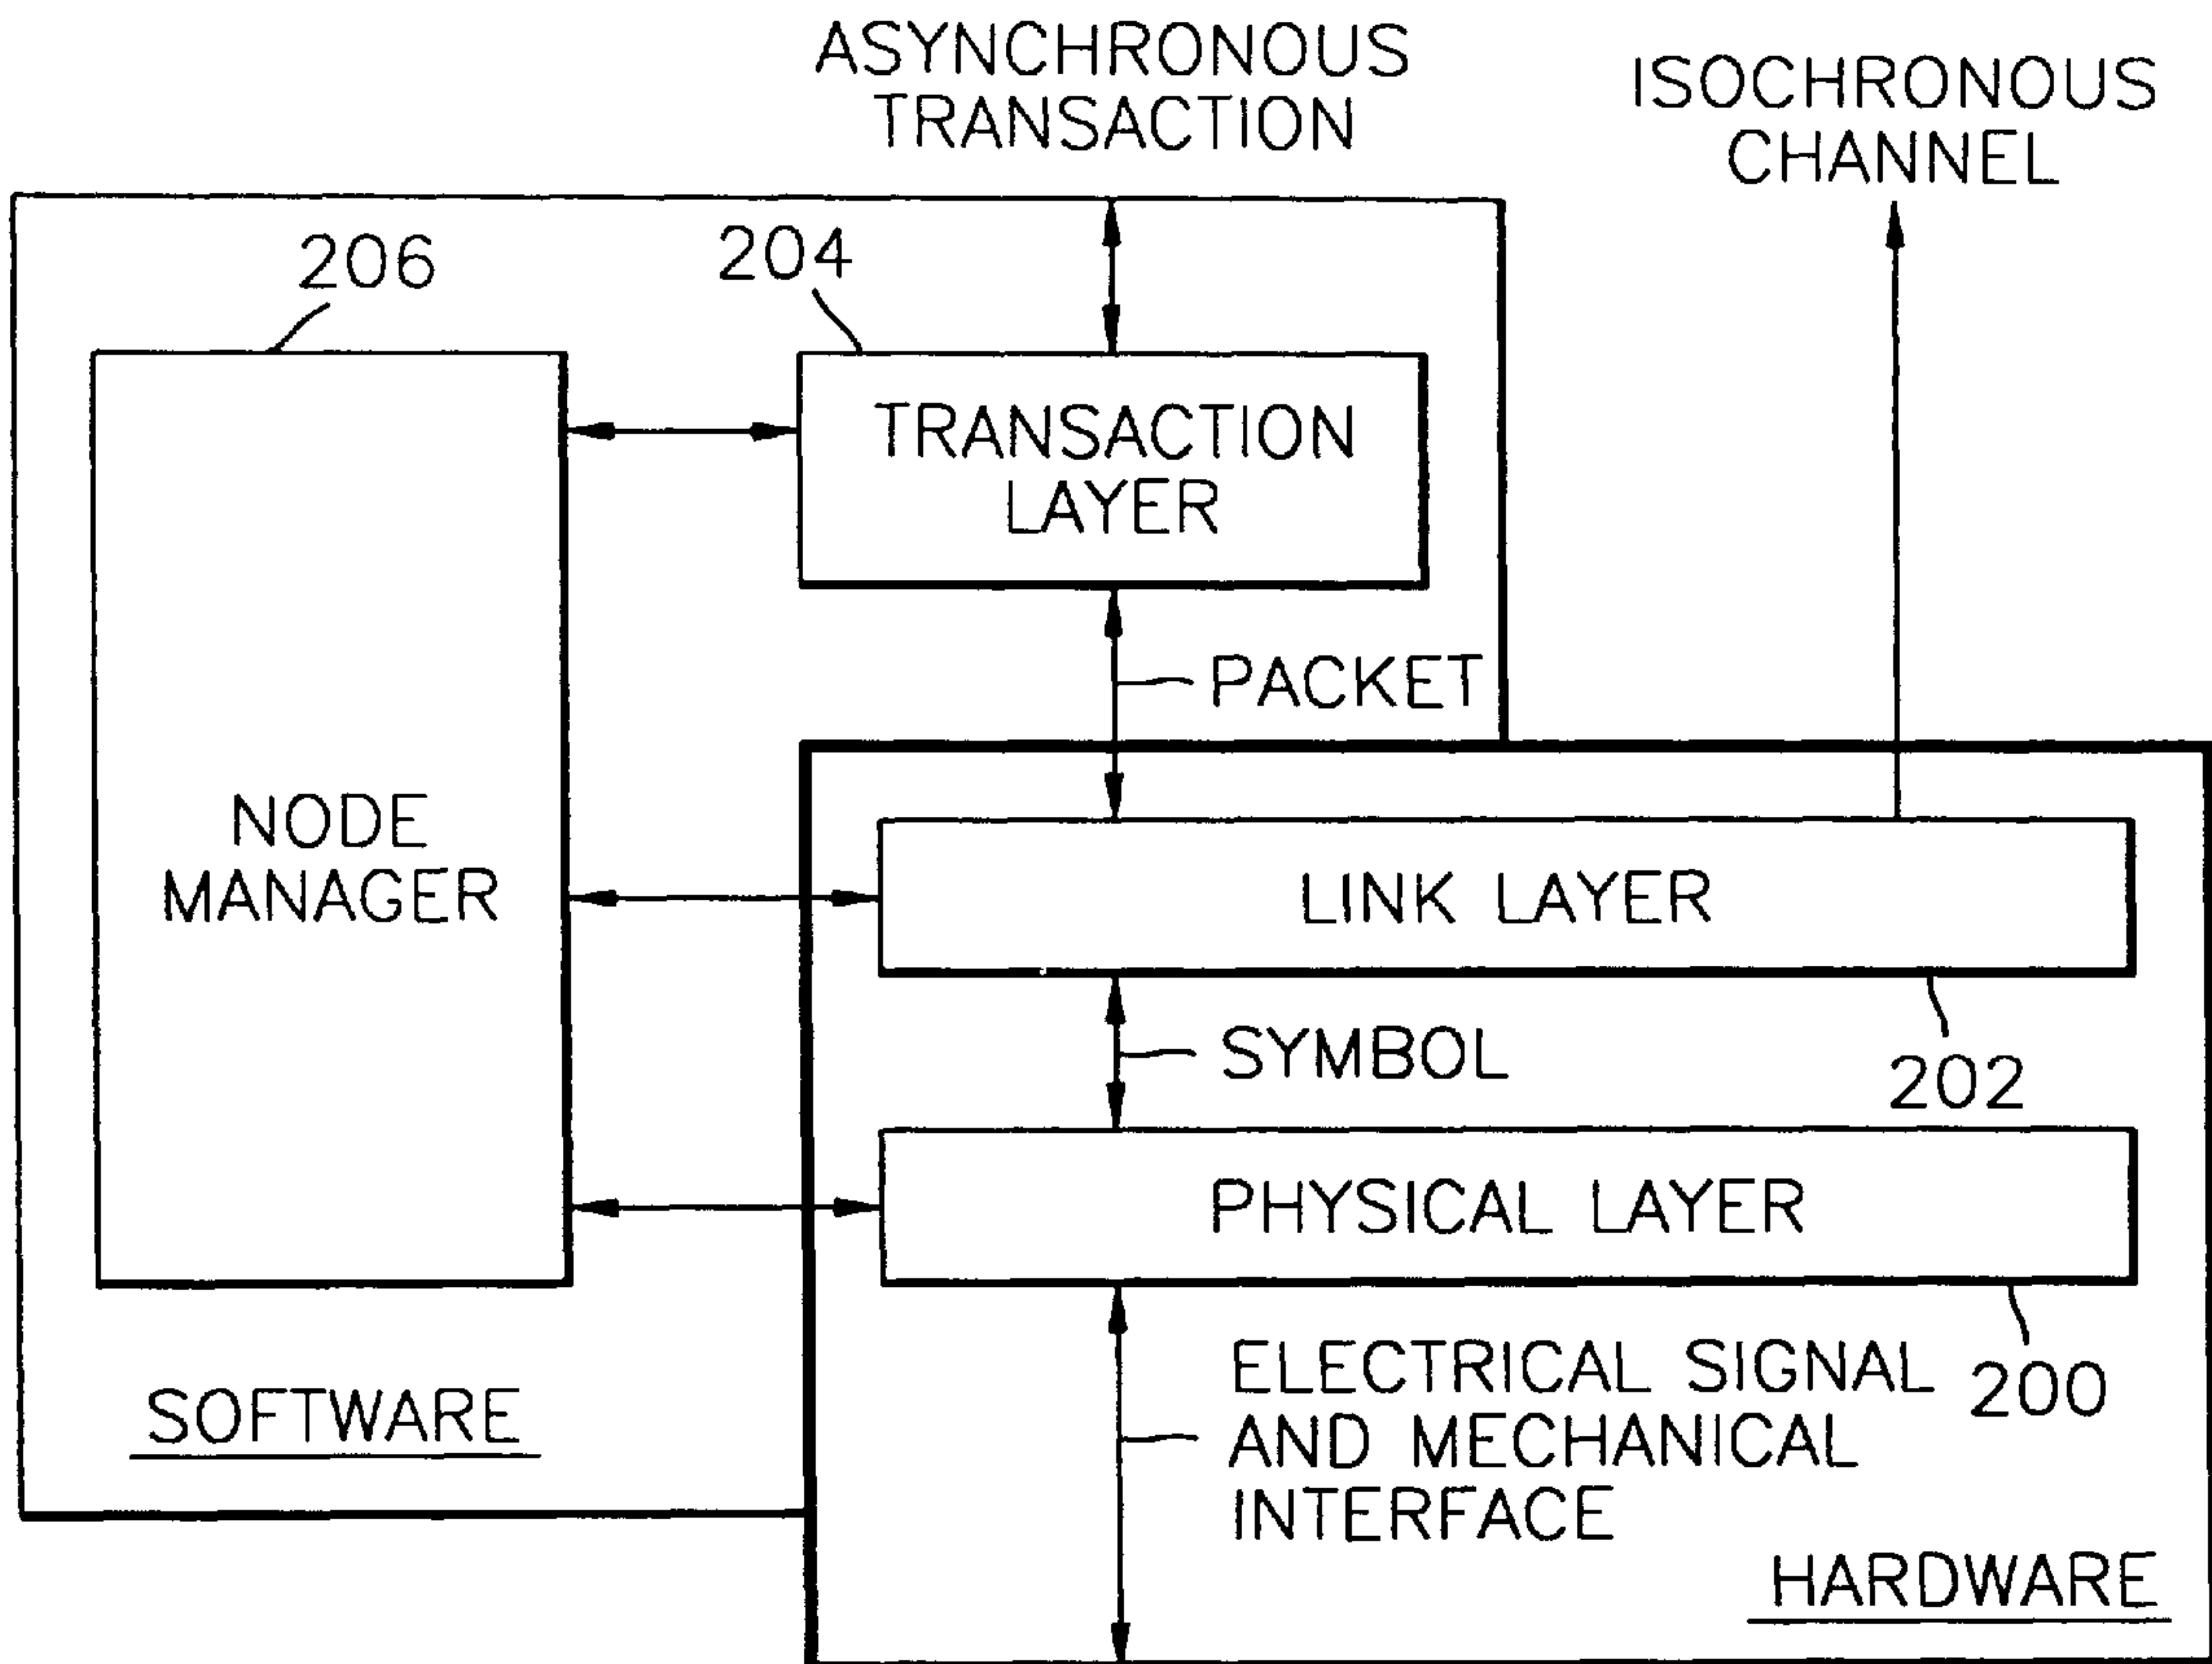 ASYNCHRONOUS
TRANSACTION
ISOCHRONOUS
CHANNEL
206
204
TRANSACTION
LAYER
PACKET
NODE
MANAGER
LINK LAYER
SYMBOL
202
PHYSICAL LAYER
ELECTRICAL SIGNAL
AND MECHANICAL
INTERFACE
200
SOFTWARE
HARDWARE